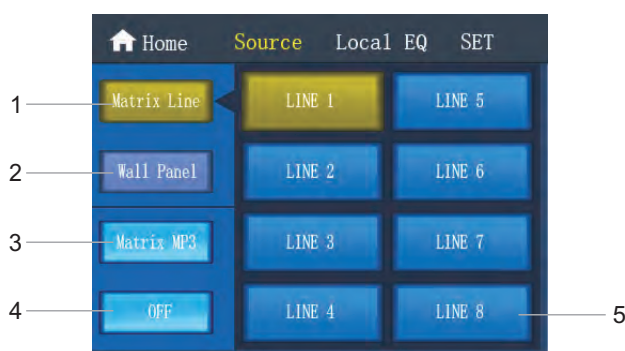 Home Source Local EQ SET
1 Matrix Line LINE 1 LINE 5
2 Wall Panel LINE 2 LINE 6
3 Matrix MP3 LINE 3 LINE 7
4 OFF LINE 4 LINE 8 5